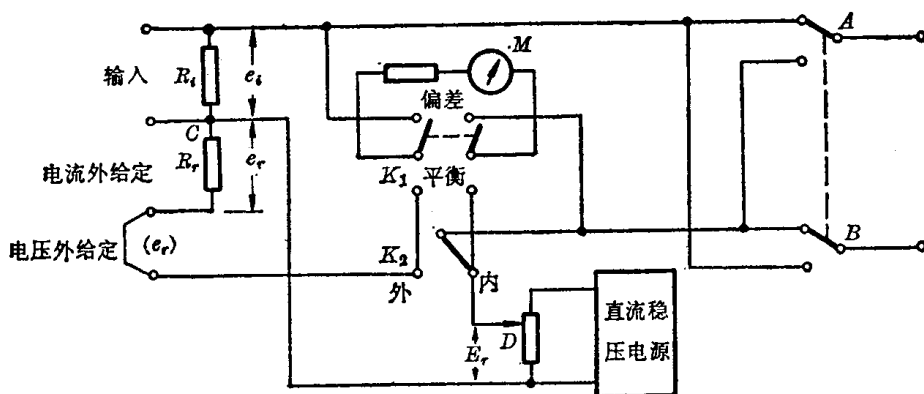 A
M
输入
R_i
e_i
偏差
C
K_1
平衡
R_r
e_r
电流外给定
电压外给定
(e_r)
B
K_2
外
内
D
E_r
直流稳
压电源